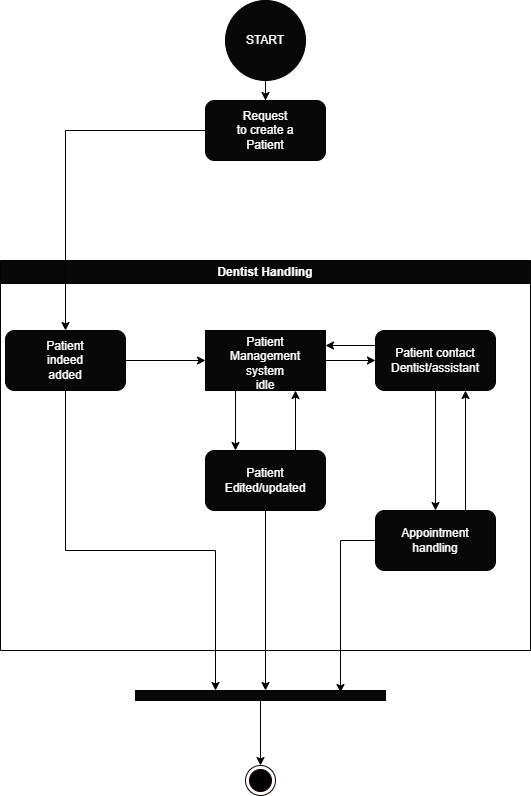 START
Request
to create a
Patient
Dentist Handling
Patient
indeed
added
Patient
Management
system
idle
Patient contact
Dentist/assistant
Patient
Edited/updated
Appointment
handling